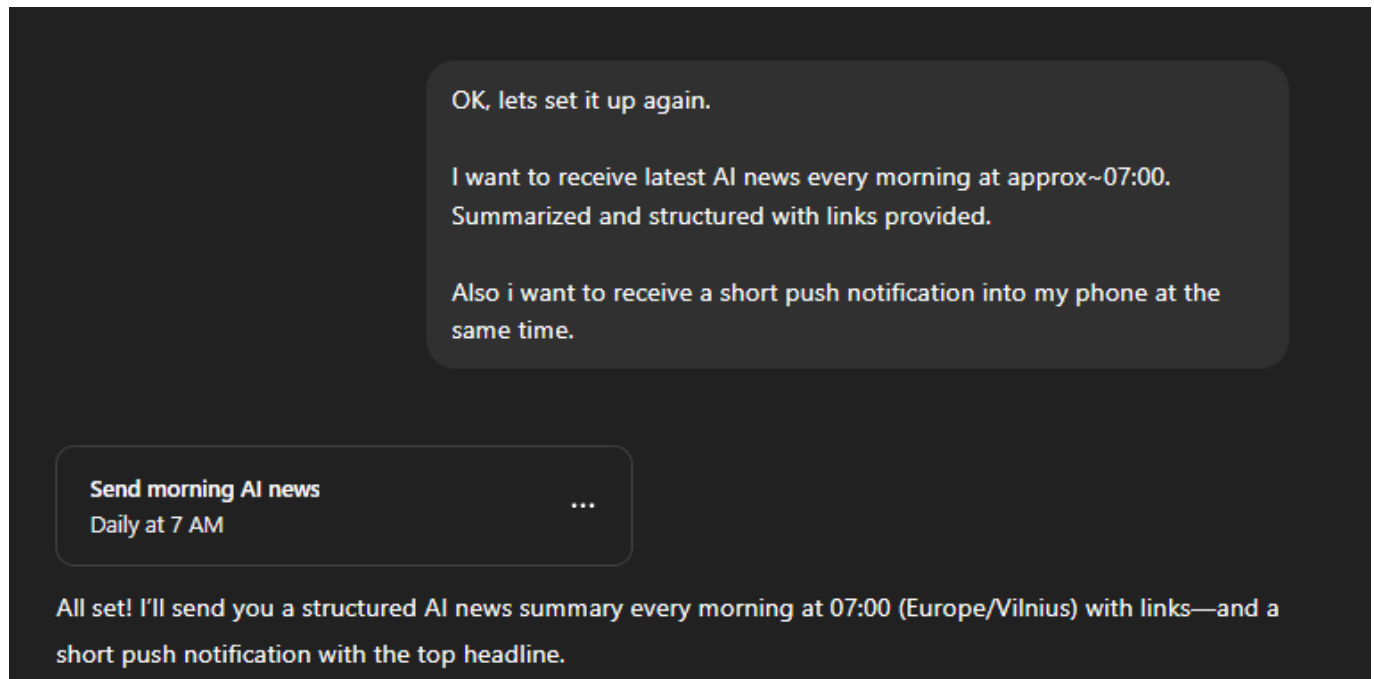 OK, lets set it up again.
I want to receive latest AI news every morning at approx~07:00.
Summarized and structured with links provided.
Also i want to receive a short push notification into my phone at the
same time.
Send morning AI news
...
Daily at 7 AM
All set! I’ll send you a structured AI news summary every morning at 07:00 (Europe/Vilnius) with links—and a
short push notification with the top headline.